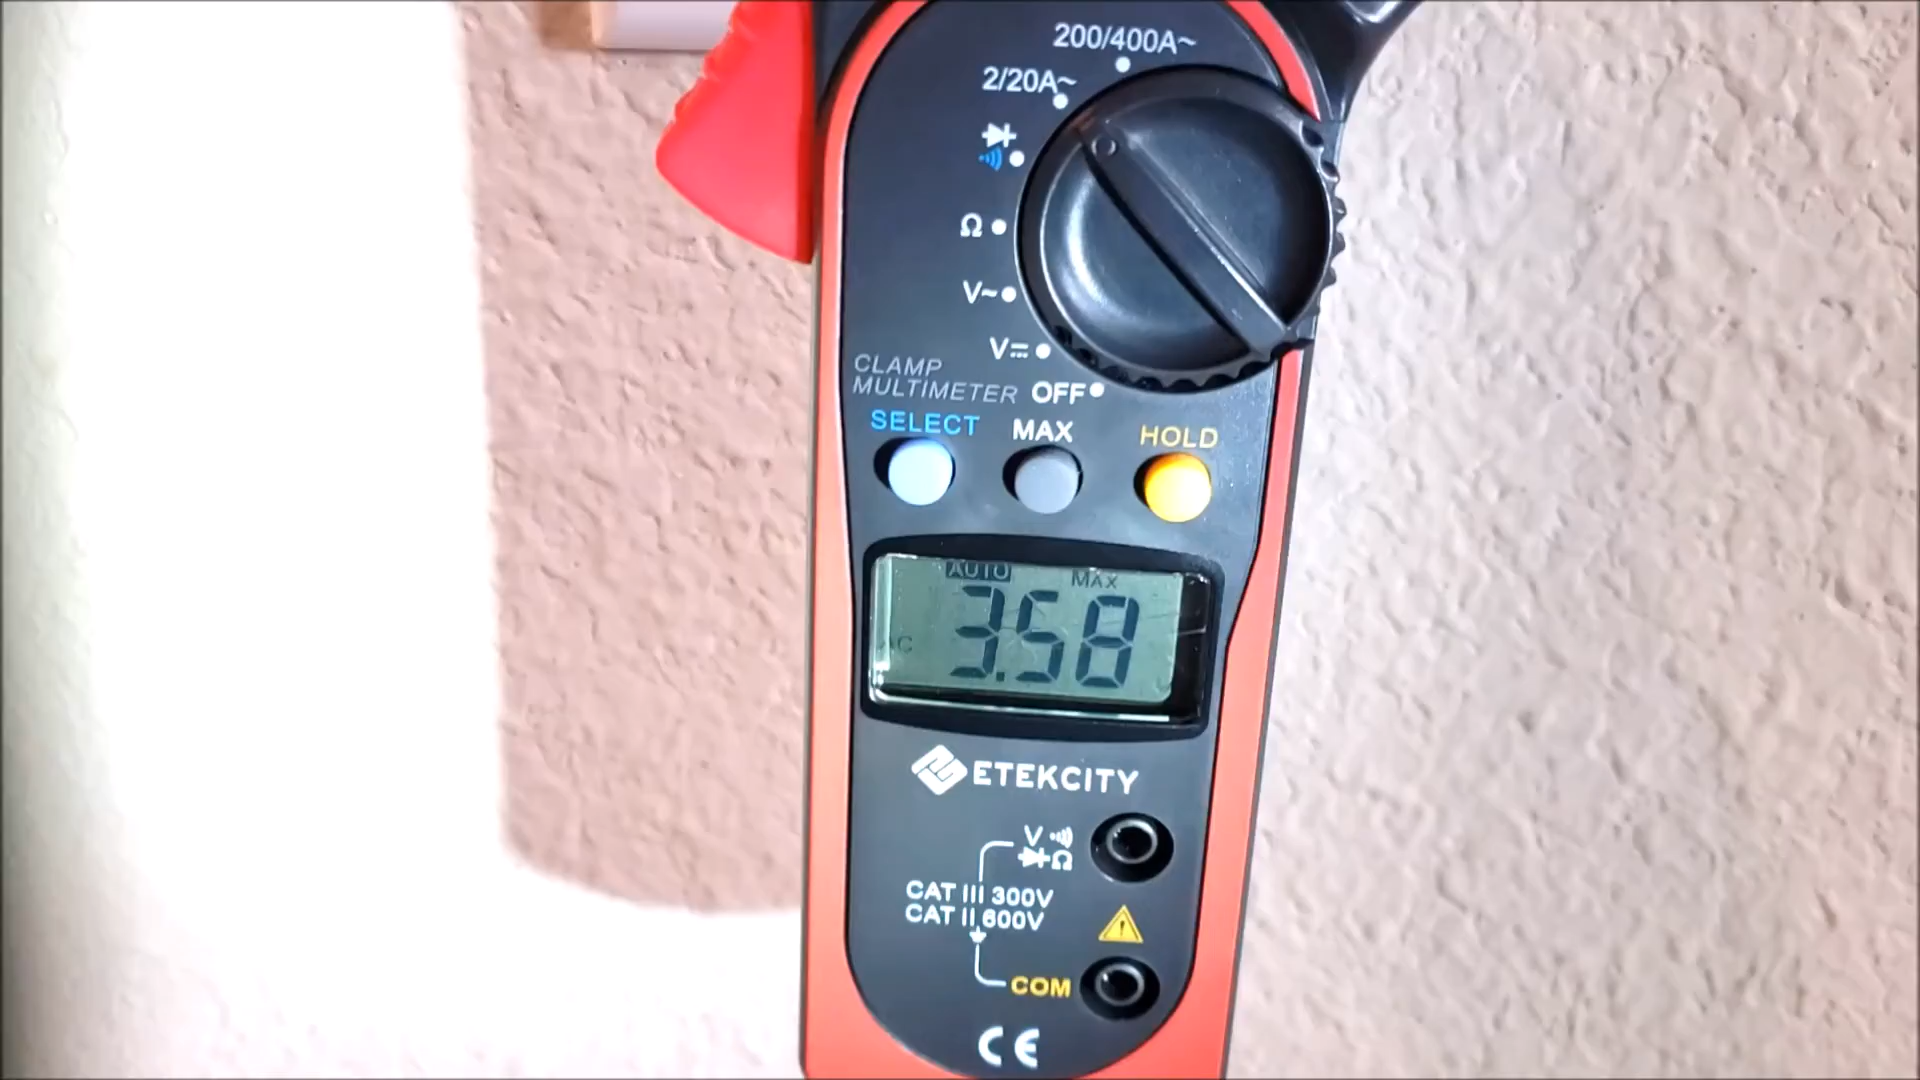 200/400A~
2/20A~
Ω
V~
V⎓
CLAMP
MULTIMETER OFF
SELECT MAX HOLD
AUTO MAX
AC 3.58
ETEKCITY
V
Ω
CAT III 300V
CAT II 600V
COM
CE